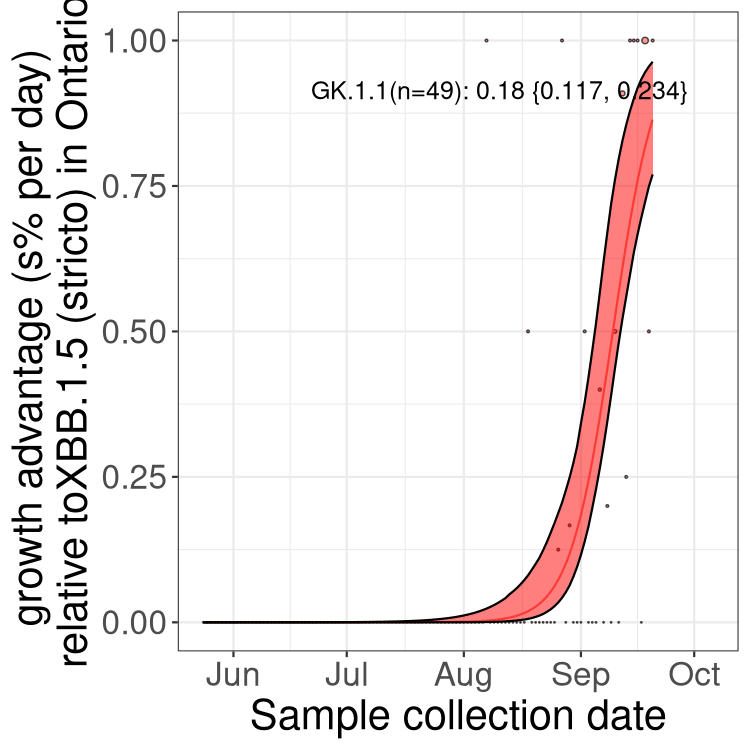 growth advantage (s% per day)
relative toXBB.1.5 (stricto) in Ontario
1.00
0.75
0.50
0.25
0.00
GK.1.1(n=49): 0.18 {0.117, 0.234}
Jun Jul Aug Sep Oct
Sample collection date